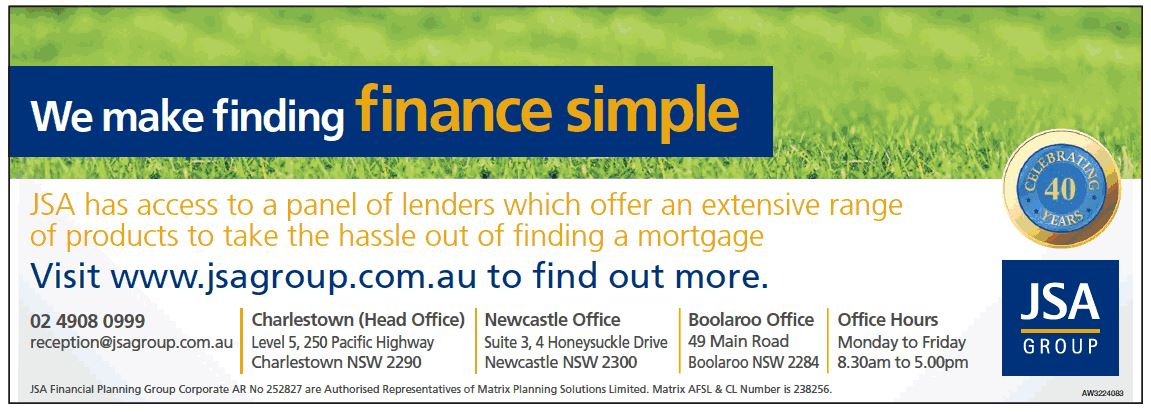 We make finding finance simple
CELEBRATING
40
YEARS
JSA has access to a panel of lenders which offer an extensive range
of products to take the hassle out of finding a mortgage
Visit www.jsagroup.com.au to find out more.
JSA
GROUP
02 4908 0999
reception@jsagroup.com.au
Charlestown (Head Office)
Level 5, 250 Pacific Highway
Charlestown NSW 2290
Newcastle Office
Suite 3, 4 Honeysuckle Drive
Newcastle NSW 2300
Boolaroo Office
49 Main Road
Boolaroo NSW 2284
Office Hours
Monday to Friday
8.30am to 5.00pm
JSA Financial Planning Group Corporate AR No 252827 are Authorised Representatives of Matrix Planning Solutions Limited. Matrix AFSL & CL Number is 238256.
AW3224083